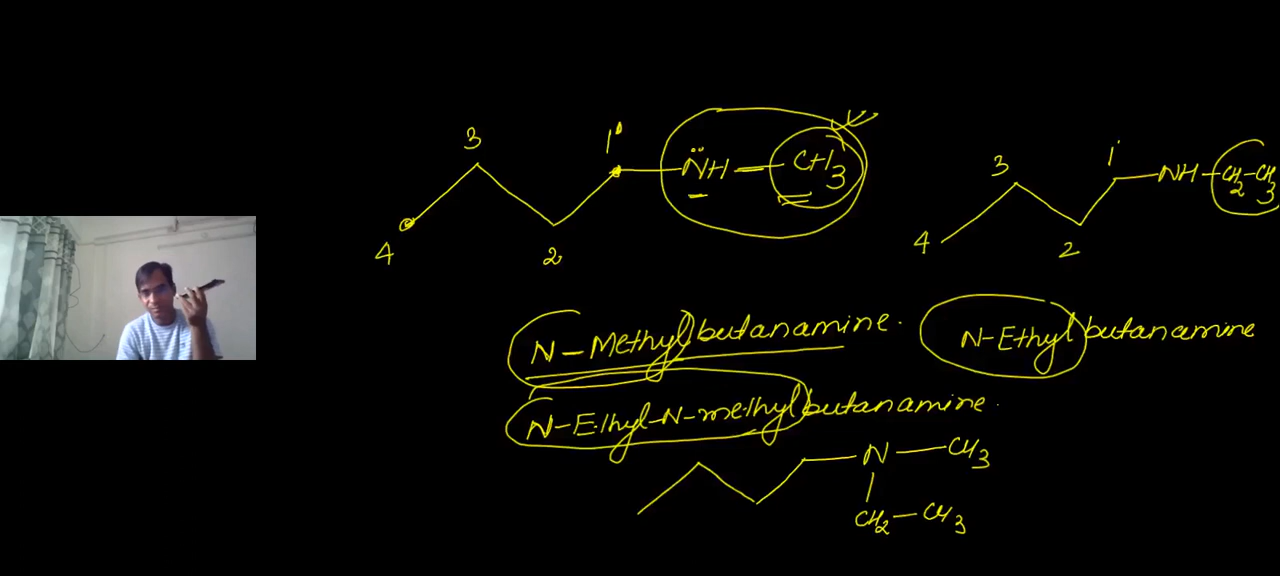 3 1 N̈H CH3
4 2
3 1 NH-CH2-CH3
4 2
N-Methylbutanamine.
N-Ethylbutanamine
N-Ethyl-N-methylbutanamine.
N-CH3
CH2-CH3